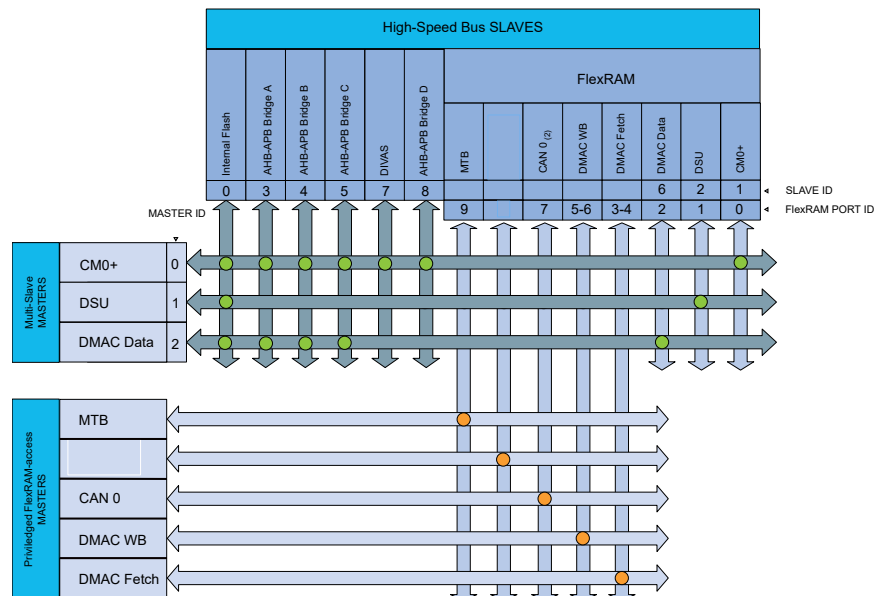 High-Speed Bus SLAVES
FlexRAM
Internal Flash
AHB-APB Bridge A
AHB-APB Bridge B
AHB-APB Bridge C
DIVAS
AHB-APB Bridge D
MTB
CAN 0 (2)
DMAC WB
DMAC Fetch
DMAC Data
DSU
CM0+
0 3 4 5 7 8 6 2 1 SLAVE ID
MASTER ID 9 7 5-6 3-4 2 1 0 FlexRAM PORT ID
Multi-Slave
MASTERS
CM0+ 0
DSU 1
DMAC Data 2
Priviledged FlexRAM-access
MASTERS
MTB
CAN 0
DMAC WB
DMAC Fetch